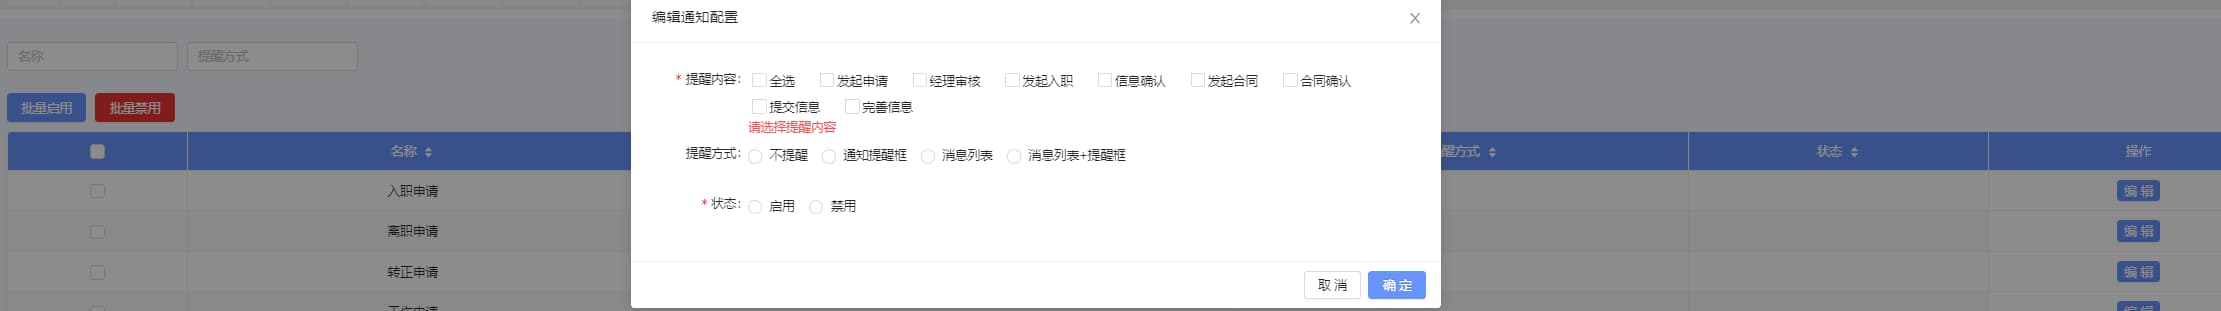 编辑通知配置
名称 提醒方式
* 提醒内容: 全选 发起申请 经理审核 发起入职 信息确认 发起合同 合同确认
批量启用 批量禁用
提交信息 完善信息
请选择提醒内容
名称 醒方式 状态 操作
提醒方式: 不提醒 通知提醒框 消息列表 消息列表+提醒框
入职申请 编 辑
* 状态: 启用 禁用
离职申请 编 辑
转正申请 编 辑
取 消 确 定